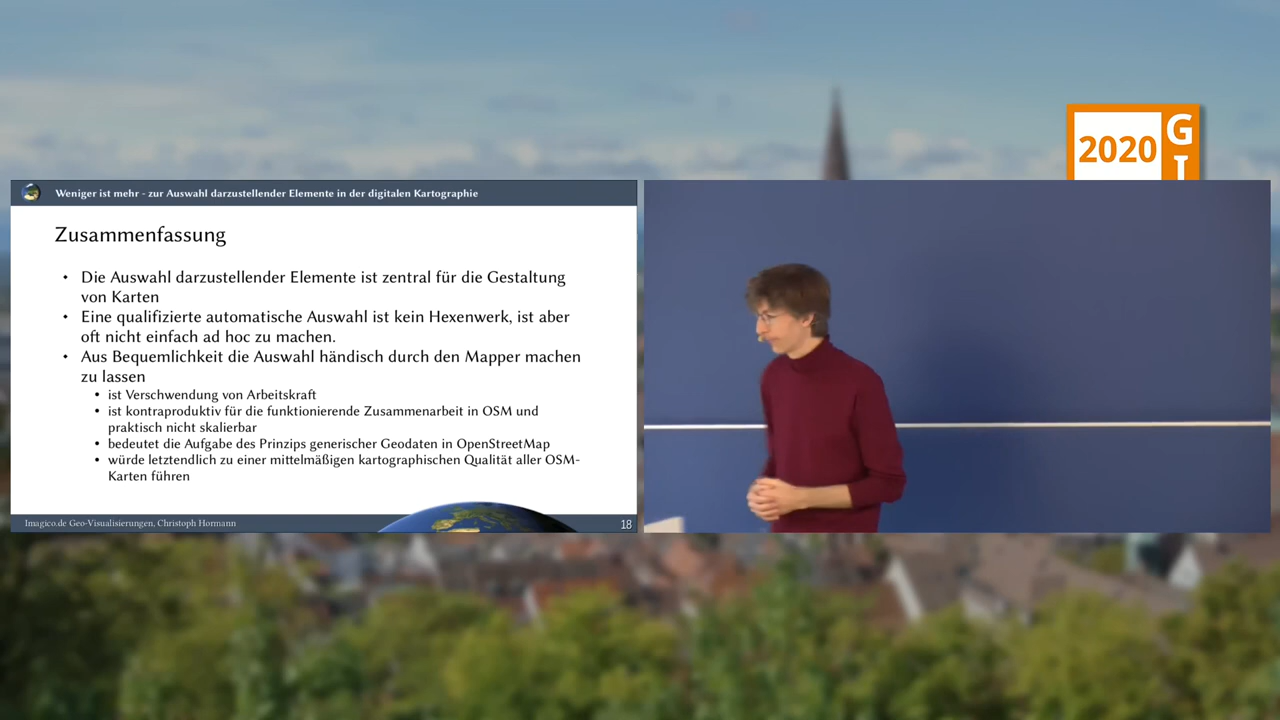 2020
G
I
Weniger ist mehr - zur Auswahl darzustellender Elemente in der digitalen Kartographie
Zusammenfassung
Die Auswahl darzustellender Elemente ist zentral für die Gestaltung
von Karten
Eine qualifizierte automatische Auswahl ist kein Hexenwerk, ist aber
oft nicht einfach ad hoc zu machen.
Aus Bequemlichkeit die Auswahl händisch durch den Mapper machen
zu lassen
ist Verschwendung von Arbeitskraft
ist kontraproduktiv für die funktionierende Zusammenarbeit in OSM und
praktisch nicht skalierbar
bedeutet die Aufgabe des Prinzips generischer Geodaten in OpenStreetMap
würde letztendlich zu einer mittelmäßigen kartographischen Qualität aller OSM-
Karten führen
Imagico.de Geo-Visualisierungen, Christoph Hormann
18